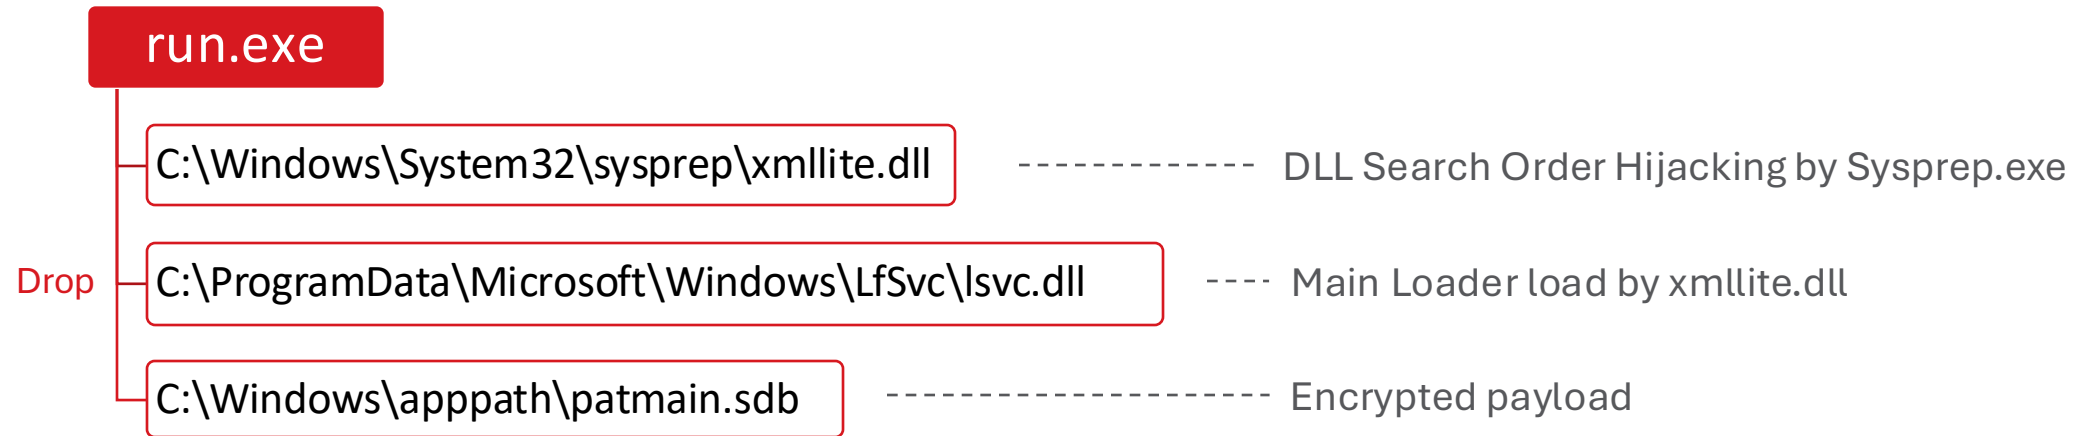 run.exe
C:\Windows\System32\sysprep\xmllite.dll
DLL Search Order Hijacking by Sysprep.exe
Drop
C:\ProgramData\Microsoft\Windows\LfSvc\lsvc.dll
Main Loader load by xmllite.dll
C:\Windows\apppath\patmain.sdb
Encrypted payload